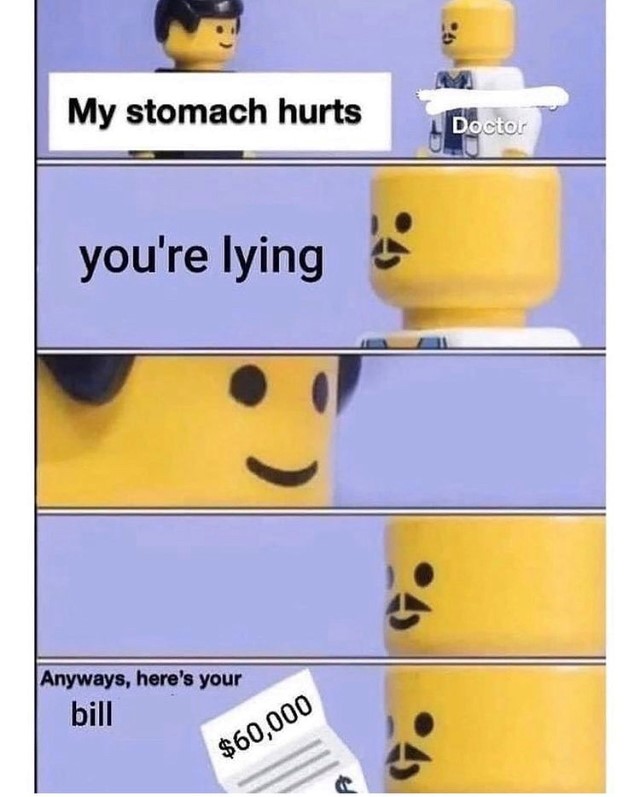 My stomach hurts
Doctor
you're lying
Anyways, here's your
bill
$60,000
$